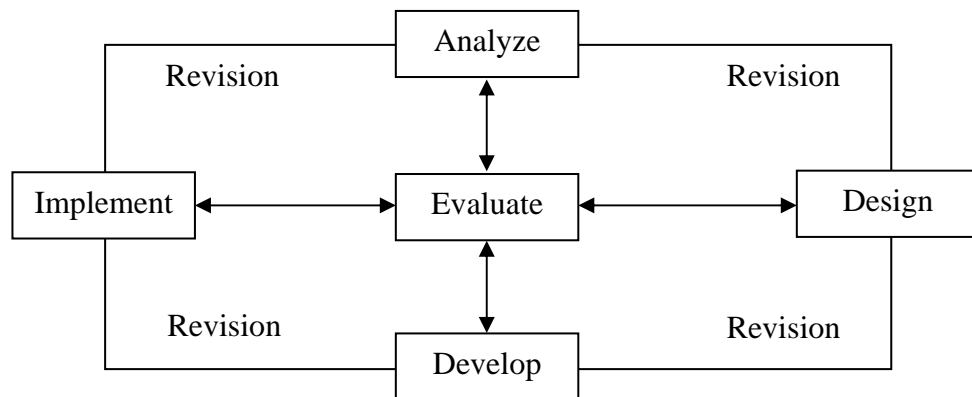 Analyze
Revision
Revision
Implement
Evaluate
Design
Revision
Revision
Develop